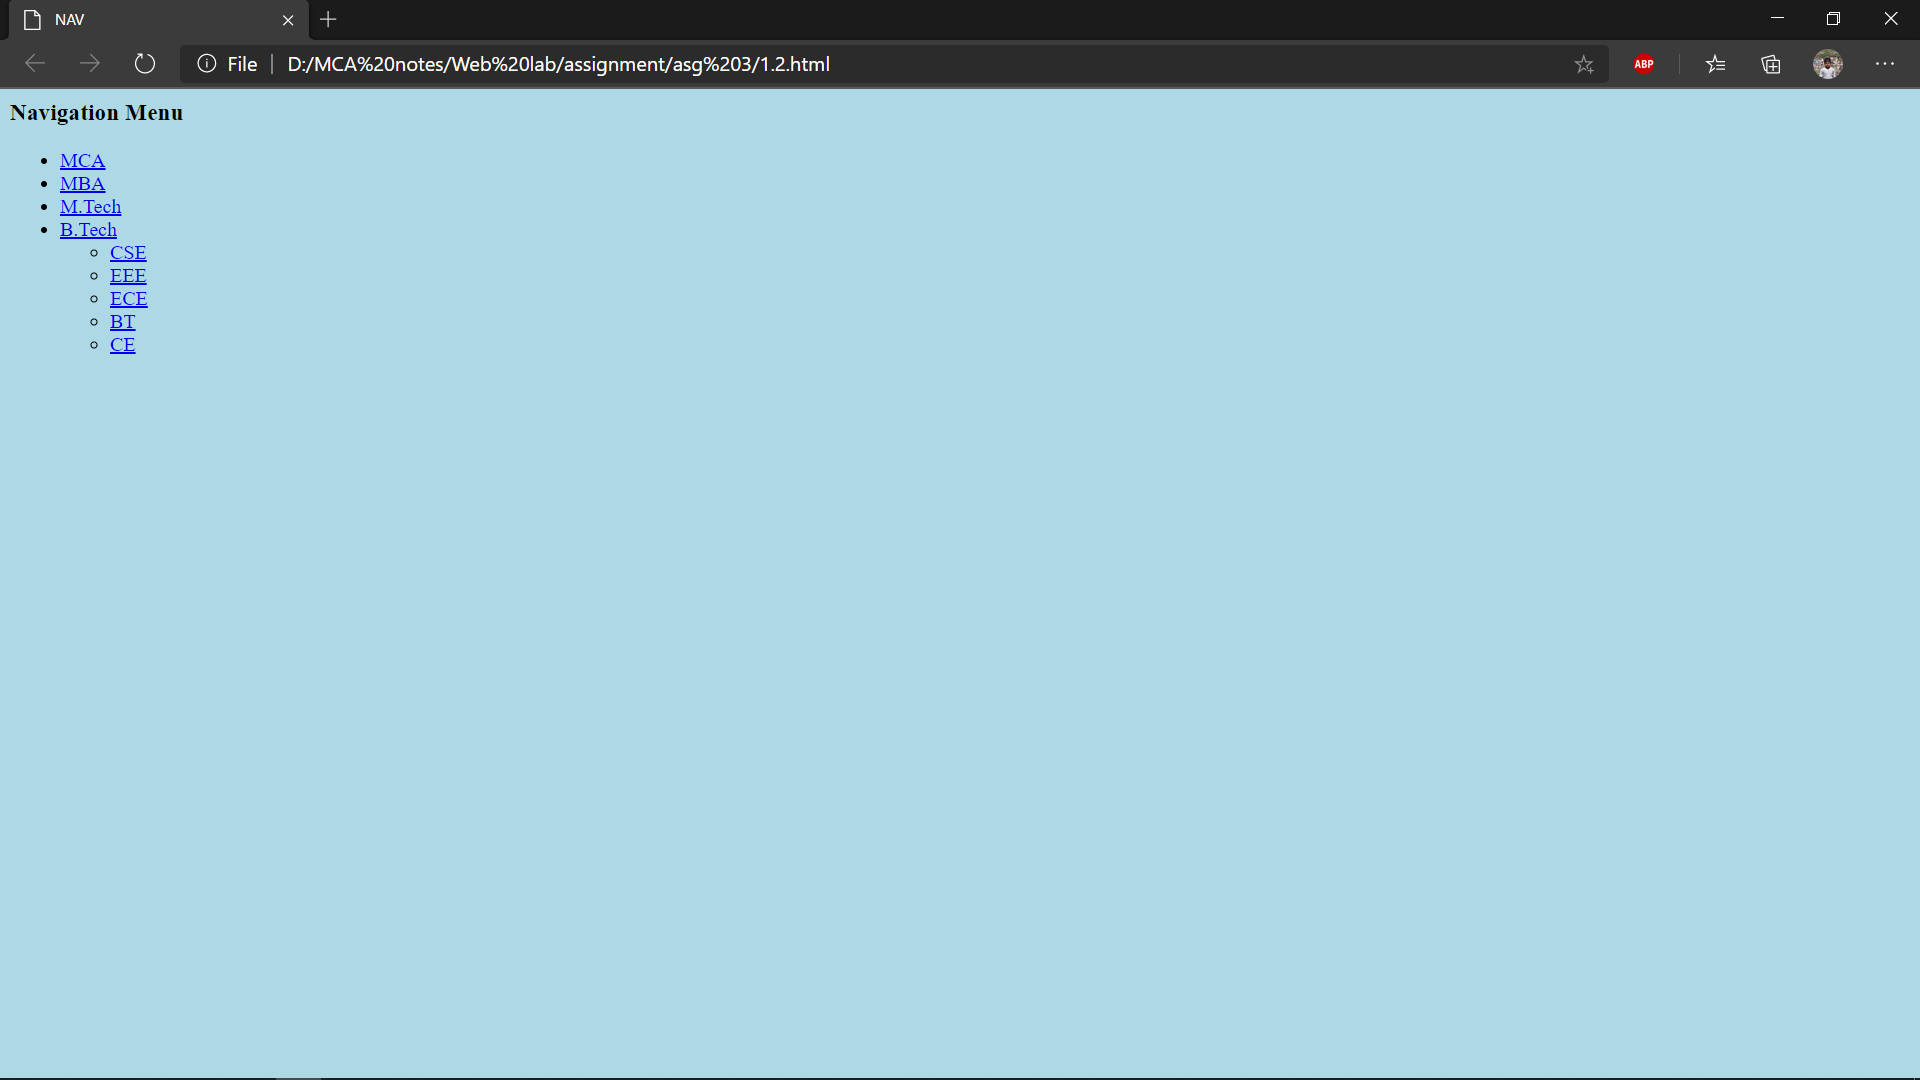 NAV
File D:/MCA%20notes/Web%20lab/assignment/asg%203/1.2.html
ABP
Navigation Menu
MCA
MBA
M.Tech
B.Tech
CSE
EEE
ECE
BT
CE